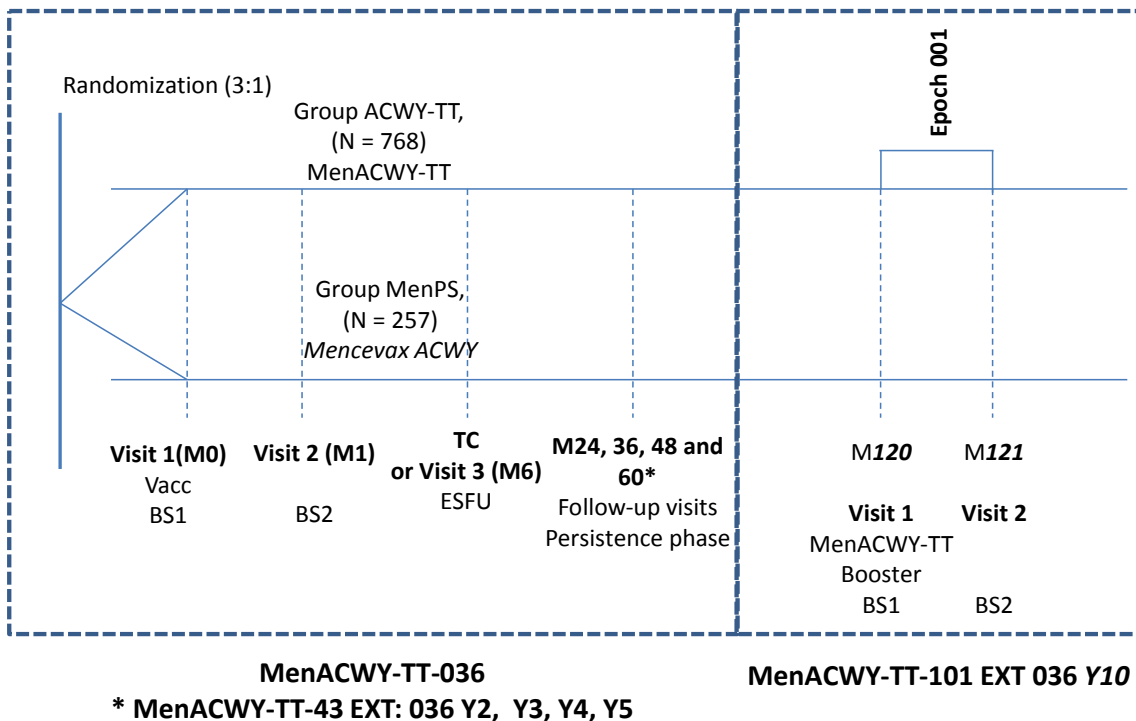 Randomization (3:1)
Group ACWY-TT,
(N = 768)
MenACWY-TT
Group MenPS,
(N = 257)
Mencevax ACWY
Visit 1(M0)
Vacc
BS1
Visit 2 (M1)
BS2
TC
or Visit 3 (M6)
ESFU
M24, 36, 48 and
60*
Follow-up visits
Persistence phase
Epoch 001
M120
Visit 1
MenACWY-TT
Booster
BS1
M121
Visit 2
BS2
MenACWY-TT-036
* MenACWY-TT-43 EXT: 036 Y2, Y3, Y4, Y5
MenACWY-TT-101 EXT 036 Y10